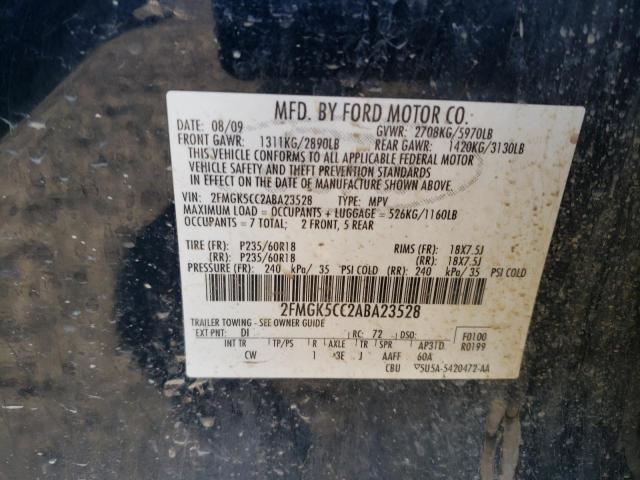 MFD. BY FORD MOTOR CO.
DATE: 08/09 GVWR: 2708KG/5970LB
FRONT GAWR: 1311KG/2890LB REAR GAWR: 1420KG/3130LB
THIS VEHICLE CONFORMS TO ALL APPLICABLE FEDERAL MOTOR
VEHICLE SAFETY AND THEFT PREVENTION STANDARDS
IN EFFECT ON THE DATE OF MANUFACTURE SHOWN ABOVE.
VIN: 2FMGK5CC2ABA23528 TYPE: MPV
MAXIMUM LOAD = OCCUPANTS + LUGGAGE = 526KG/1160LB
OCCUPANTS = 7 TOTAL; 2 FRONT, 5 REAR
TIRE (FR): P235/60R18 RIMS (FR): 18X7.5J
(RR): P235/60R18 (RR): 18X7.5J
PRESSURE (FR): 240 kPa/ 35 PSI COLD (RR): 240 kPa/ 35 PSI COLD
2FMGK5CC2ABA23528
TRAILER TOWING - SEE OWNER GUIDE
EXT PNT: DI RC: 72 DSO: F0100
INT TR TP/PS R AXLE TR SPR AP3TD R0199
CW 1 3E J AAFF 60A
CBU 5U5A-5420472-AA